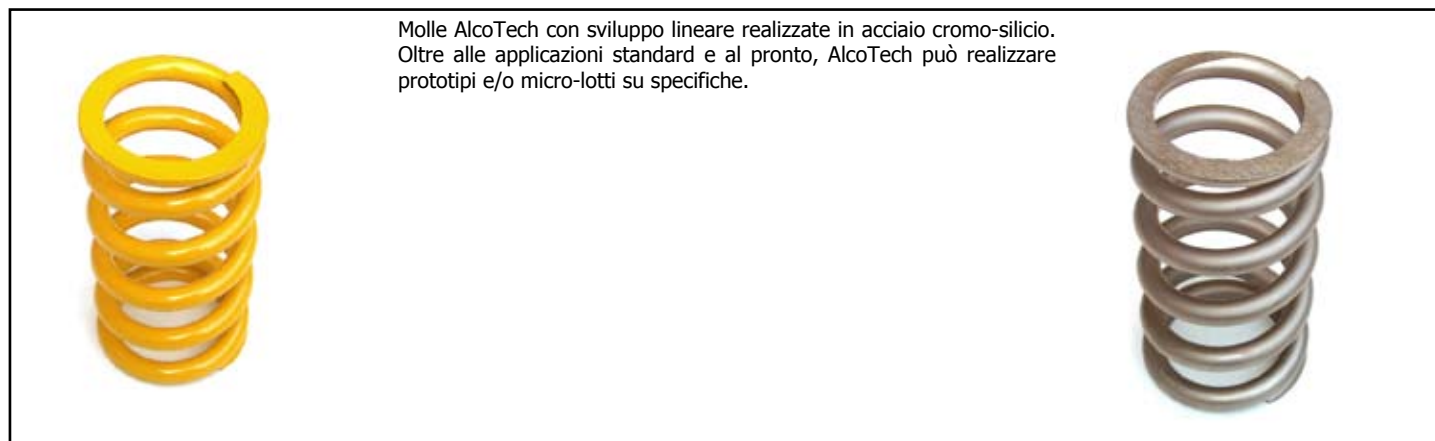 Molle AlcoTech con sviluppo lineare realizzate in acciaio cromo-silicio.
Oltre alle applicazioni standard e al pronto, AlcoTech può realizzare
prototipi e/o micro-lotti su specifiche.